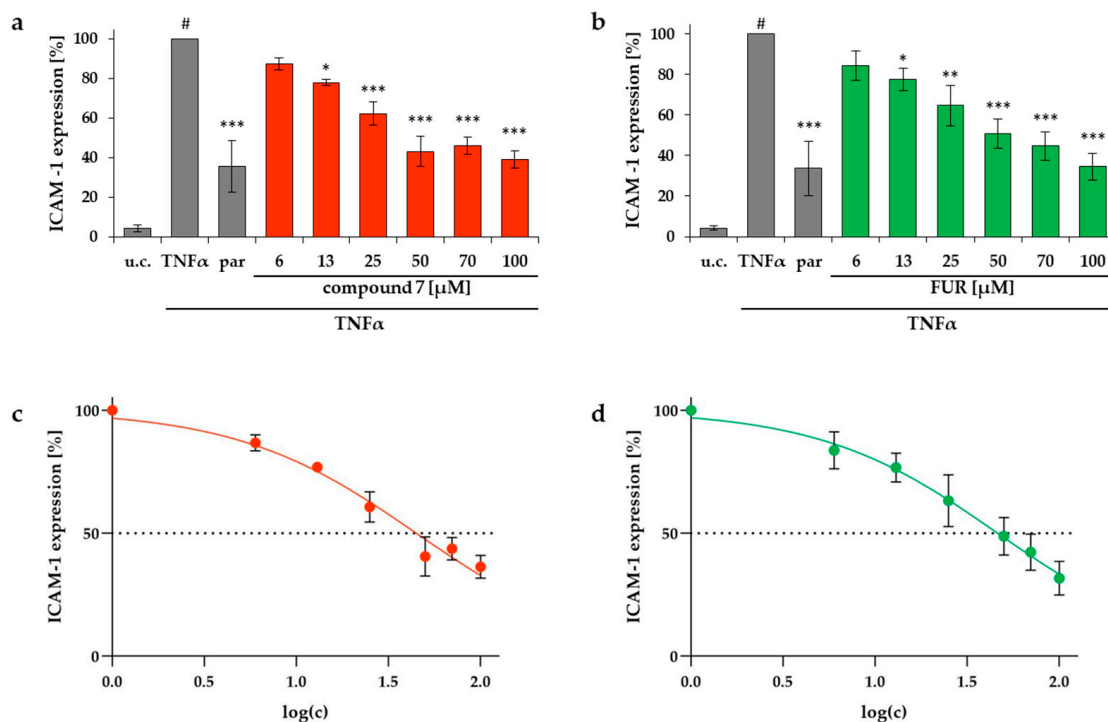 a
ICAM -1 expression [%]
100
80
60
40
20
0
#
***
*
***
***
***
***
u.c. TNFα par 6 13 25 50 70 100
compound 7 [µM]
TNFα
b
ICAM -1 expression [%]
100
80
60
40
20
0
#
***
*
**
***
***
***
u.c. TNFα par 6 13 25 50 70 100
FUR [µM]
TNFα
c
ICAM-1 expression [%]
100
50
0
0.0 0.5 1.0 1.5 2.0
log(c)
d
ICAM-1 expression [%]
100
50
0
0.0 0.5 1.0 1.5 2.0
log(c)